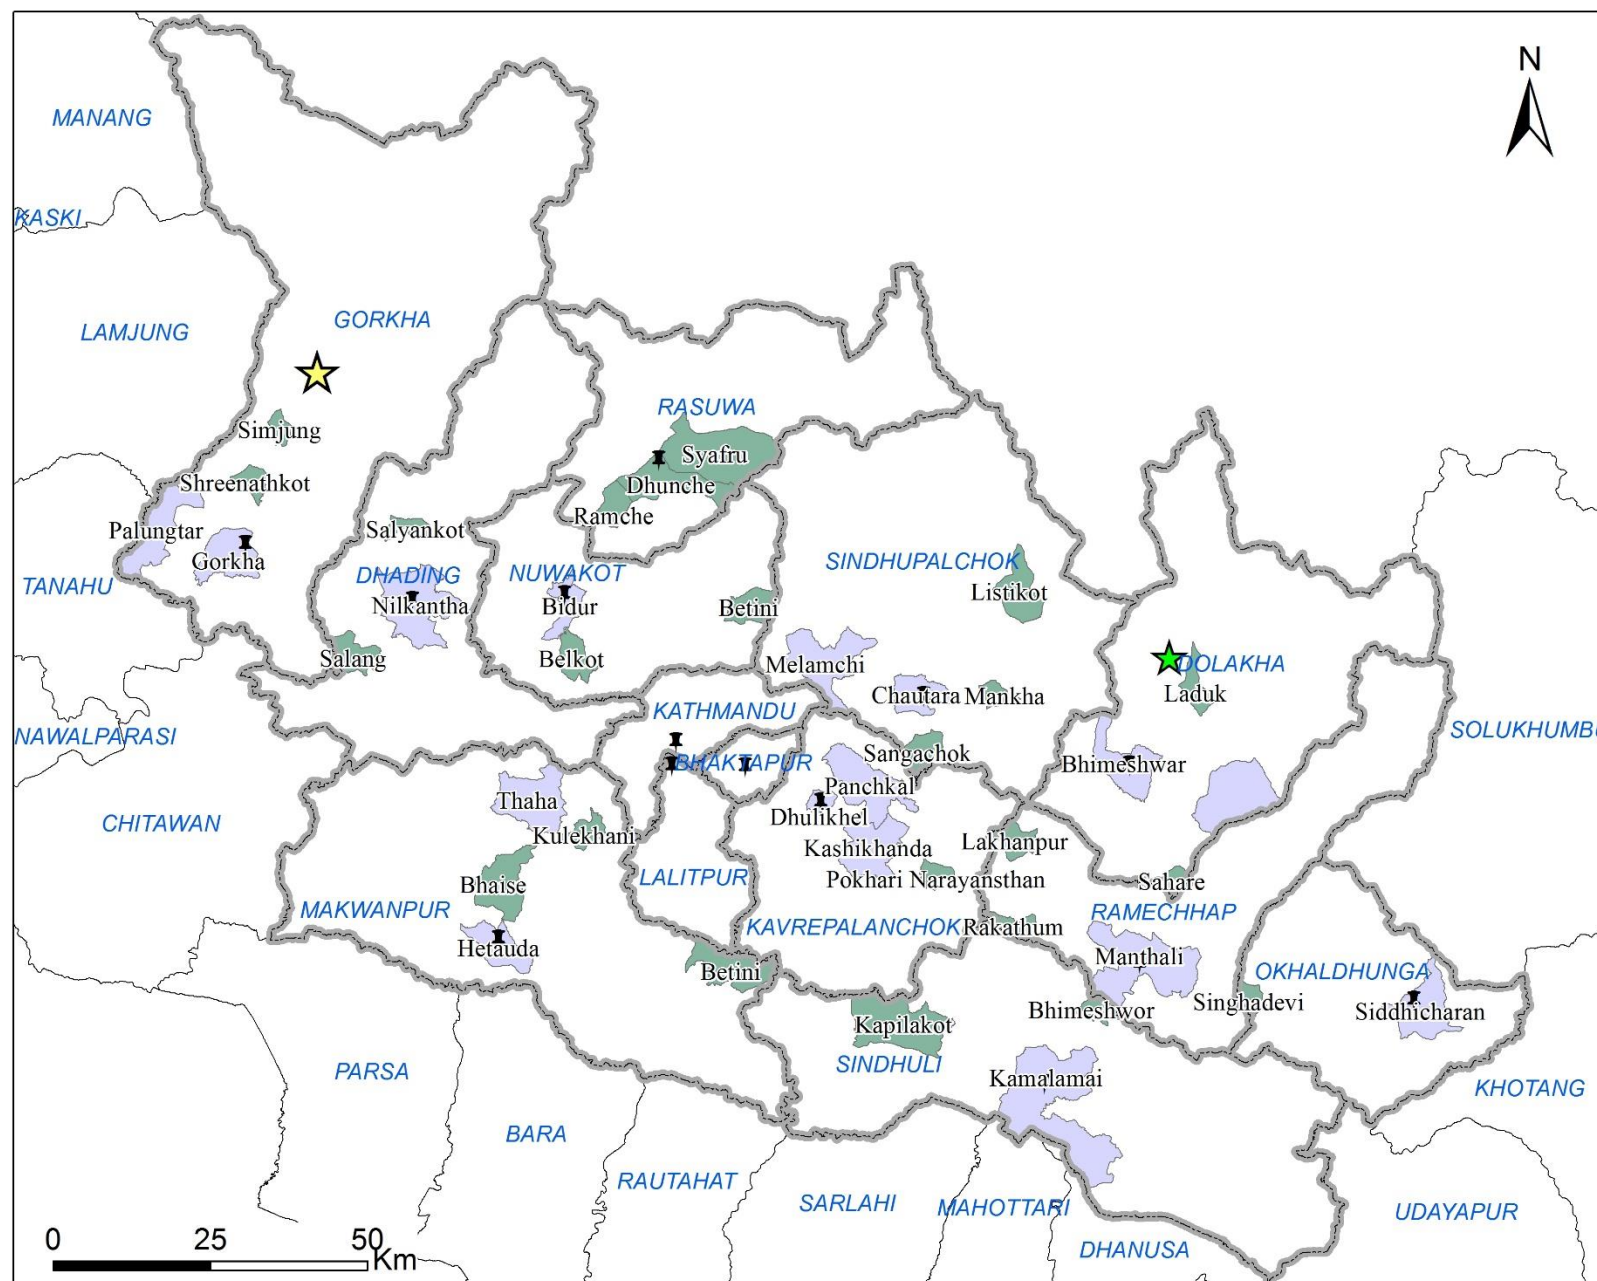 N
MANANG
KASKI
GORKHA
LAMJUNG
RASUWA
Simjung
Syafru
Shreenathkot
Dhunche
Ramche
Palungtar
Salyankot
Gorkha
SINDHUPALCHOK
DHADING
NUWAKOT
TANAHU
Listikot
Nilkantha
Bidur
Betini
Salang
Belkot
Melamchi
DOLAKHA
Laduk
Chautara
Mankha
KATHMANDU
NAWALPARASI
SOLUKHUMBU
Sangachok
BHAKTAPUR
Bhimeshwar
Panchkal
Thaha
Dhulikhel
CHITAWAN
Kulekhani
Lakhanpur
Kashikhanda
LALITPUR
Pokhari Narayansthan
Sahare
Bhaise
MAKWANPUR
RAMECHHAP
KAVREPALANCHOK
Rakathum
Hetauda
Manthali
Betini
OKHALDHUNGA
Singhadevi
Bhimeshwor
Siddhicharan
Kapilakot
SINDHULI
PARSA
Kamalamai
KHOTANG
BARA
RAUTAHAT
SARLAHI
MAHOTTARI
UDAYAPUR
DHANUSA
0 25 50
Km